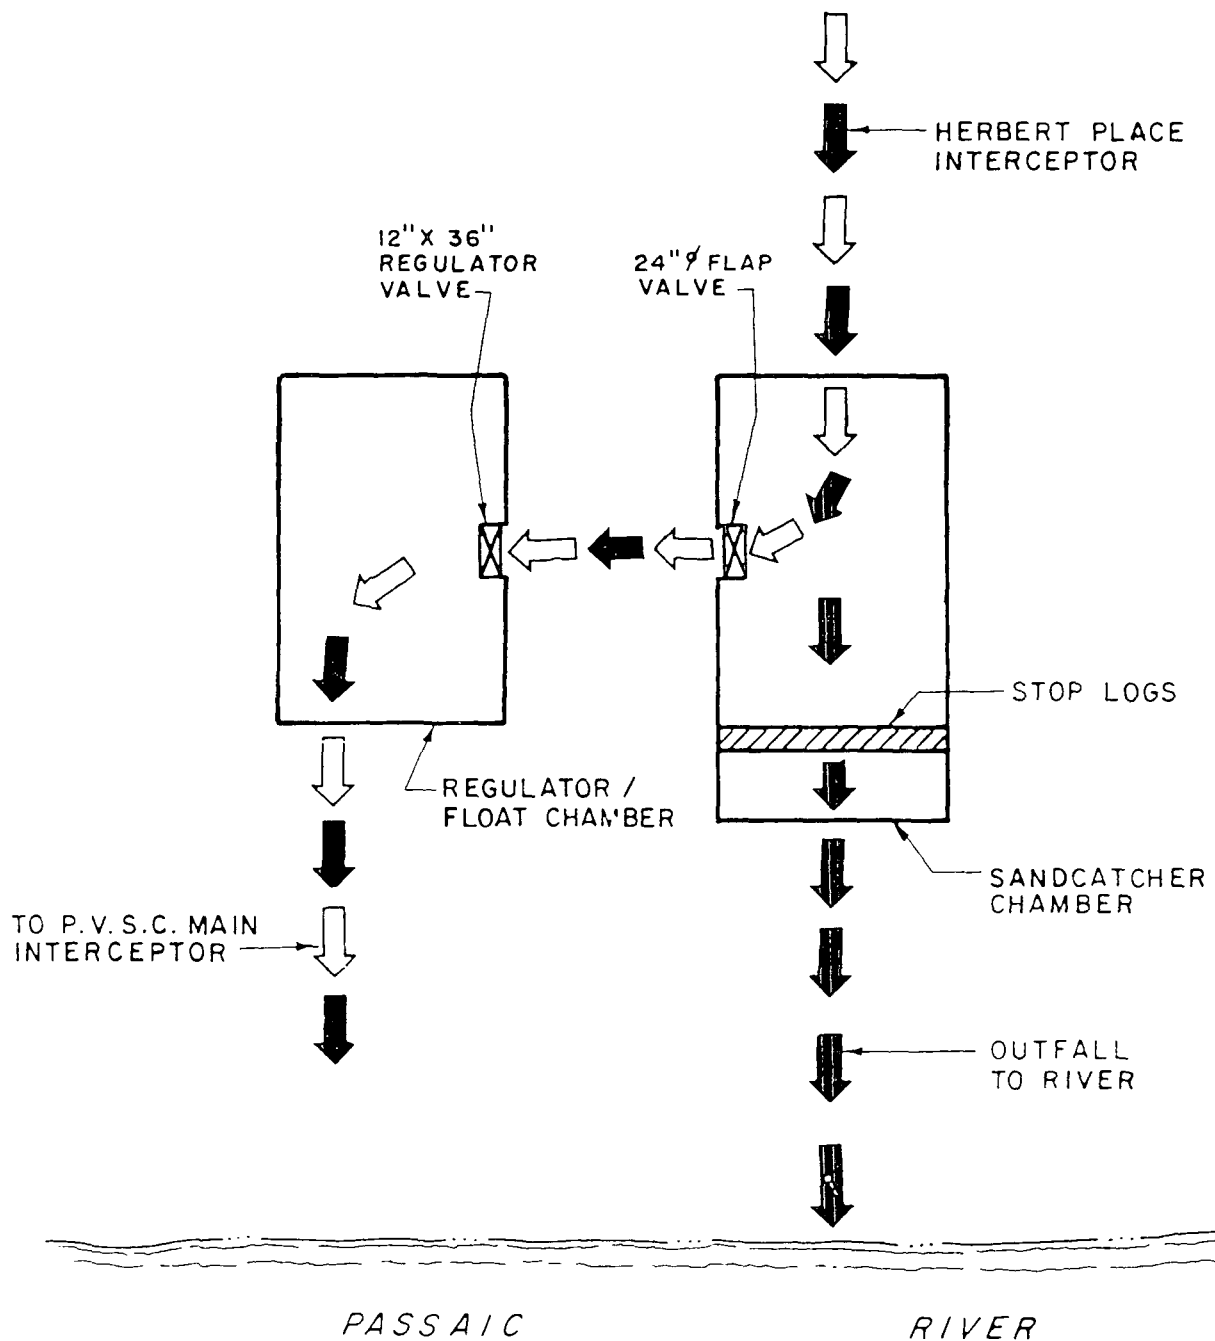 HERBERT PLACE
INTERCEPTOR
12" X 36"
REGULATOR
VALVE
24" ⌀ FLAP
VALVE
STOP LOGS
REGULATOR /
FLOAT CHAMBER
SANDCATCHER
CHAMBER
TO P.V.S.C. MAIN
INTERCEPTOR
OUTFALL
TO RIVER
PASSAIC RIVER